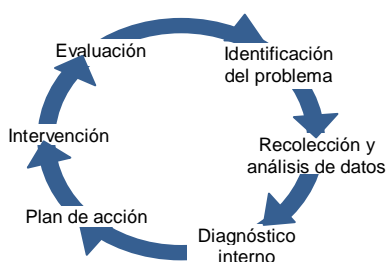 Evaluación
Identificación
del problema
Recolección y
análisis de datos
Diagnóstico
interno
Plan de acción
Intervención